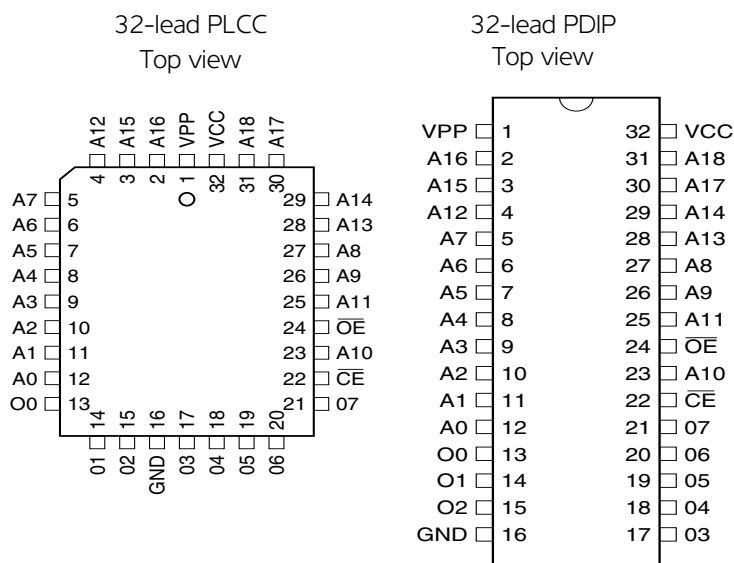 32-lead PLCC
Top view
A12 A15 A16 VPP VCC A18 A17
4 3 2 1 32 31 30
A7 5 29 A14
A6 6 28 A13
A5 7 27 A8
A4 8 26 A9
A3 9 25 A11
A2 10 24 OE
A1 11 23 A10
A0 12 22 CE
O0 13 21 07
14 15 16 17 18 19 20
01 02 GND 03 04 05 06
32-lead PDIP
Top view
VPP 1 32 VCC
A16 2 31 A18
A15 3 30 A17
A12 4 29 A14
A7 5 28 A13
A6 6 27 A8
A5 7 26 A9
A4 8 25 A11
A3 9 24 OE
A2 10 23 A10
A1 11 22 CE
A0 12 21 07
O0 13 20 06
O1 14 19 05
O2 15 18 04
GND 16 17 03